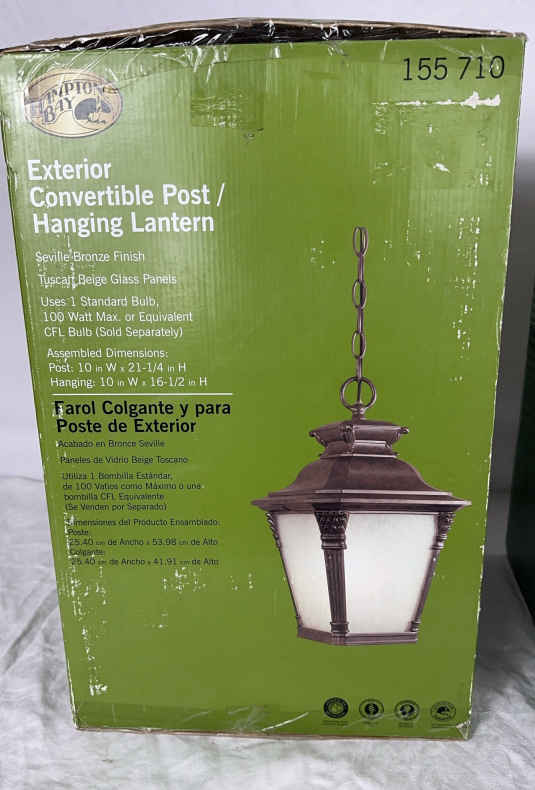 HAMPTON
BAY
155 710
Exterior
Convertible Post /
Hanging Lantern
Seville Bronze Finish
Tuscan Beige Glass Panels
Uses 1 Standard Bulb,
100 Watt Max. or Equivalent
CFL Bulb (Sold Separately)
Assembled Dimensions:
Post: 10 in W x 21-1/4 in H
Hanging: 10 in W x 16-1/2 in H
Farol Colgante y para
Poste de Exterior
Acabado en Bronce Seville
Paneles de Vidrio Beige Toscano
Utiliza 1 Bombilla Estándar,
de 100 Vatios como Máximo o una
bombilla CFL Equivalente
(Se Venden por Separado)
Dimensiones del Producto Ensamblado:
Poste:
25.40 cm de Ancho x 53.98 cm de Alto
Colgante:
25.40 cm de Ancho x 41.91 cm de Alto